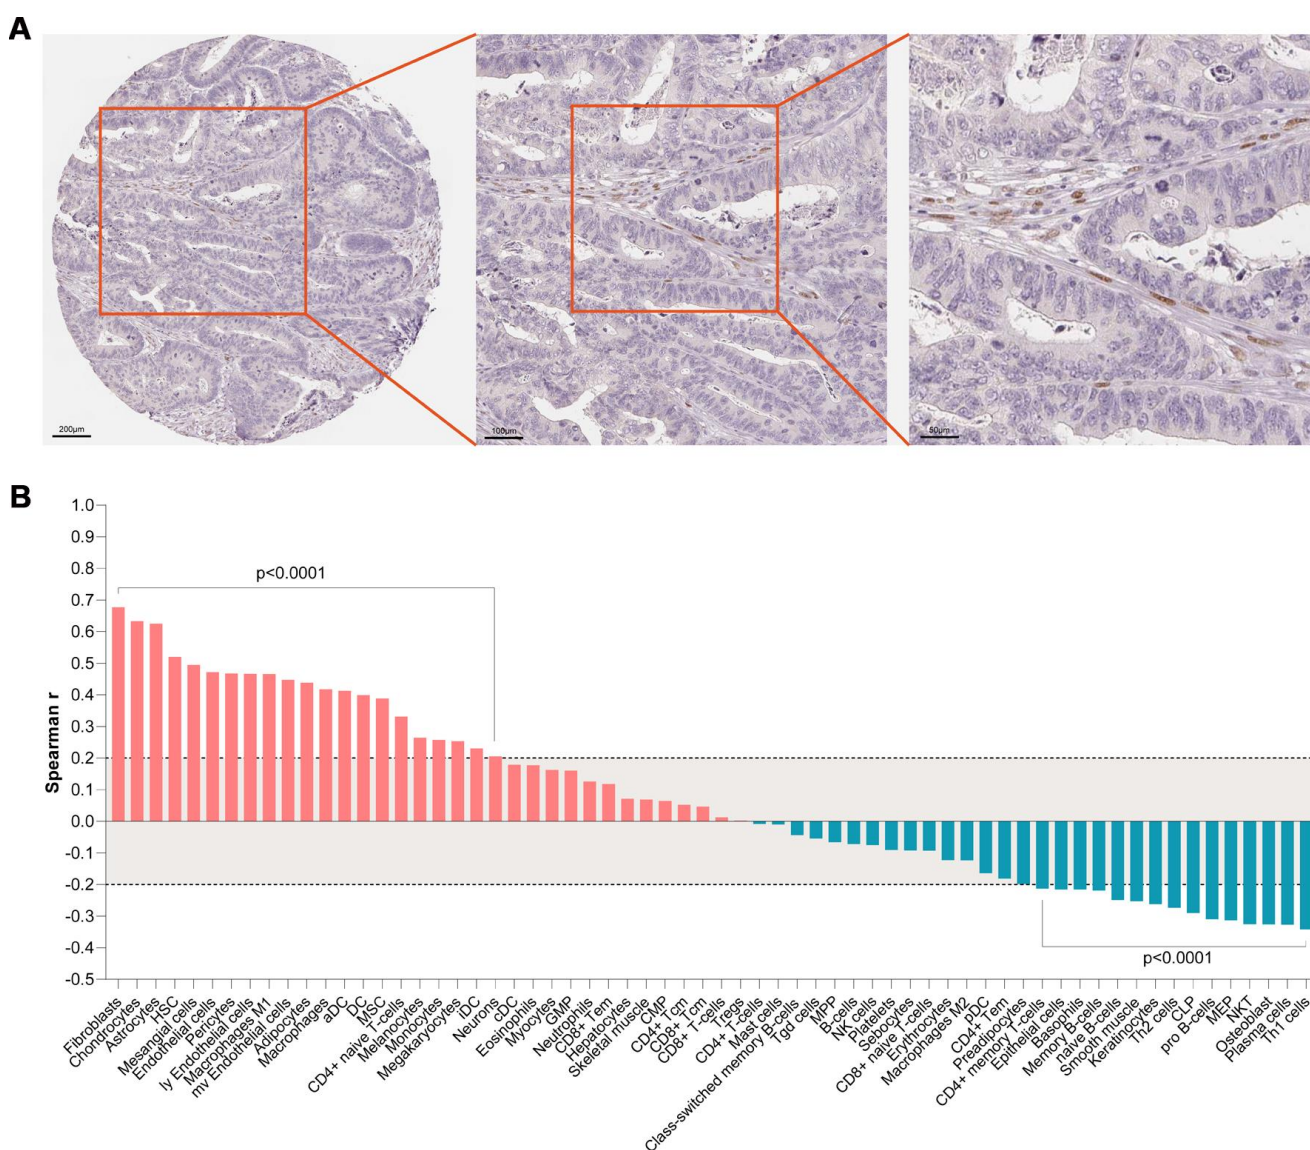 A
200μm
100μm
50μm
B
1.0
0.9
0.8
0.7
0.6
0.5
0.4
0.3
0.2
0.1
0.0
-0.1
-0.2
-0.3
-0.4
-0.5
Spearman r
p<0.0001
p<0.0001
Fibroblasts
Chondrocytes
Astrocytes
HSC
Mesangial cells
Endothelial cells
Pericytes
ly Endothelial cells
Macrophages M1
mv Endothelial cells
Adipocytes
Macrophages
aDC
DC
MSC
CD4+ naive T-cells
Melanocytes
Monocytes
Megakaryocytes
iDC
Neurons
cDC
Eosinophils
Myocytes
GMP
Neutrophils
CD8+ Tem
Hepatocytes
Skeletal muscle
CMP
CD4+ Tcm
CD8+ Tcm
CD8+ T-cells
Tregs
CD4+ T-cells
Mast cells
Class-switched memory B-cells
Tgd cells
MPP
B-cells
NK cells
Platelets
Sebocytes
CD8+ naive T-cells
Erythrocytes
Macrophages M2
pDC
CD4+ Tem
Preadipocytes
CD4+ memory T-cells
Epithelial cells
Basophils
Memory B-cells
naive B-cells
Smooth muscle
Keratinocytes
Th2 cells
CLP
pro B-cells
MEP
NKT
Osteoblast
Plasma cells
Th1 cells